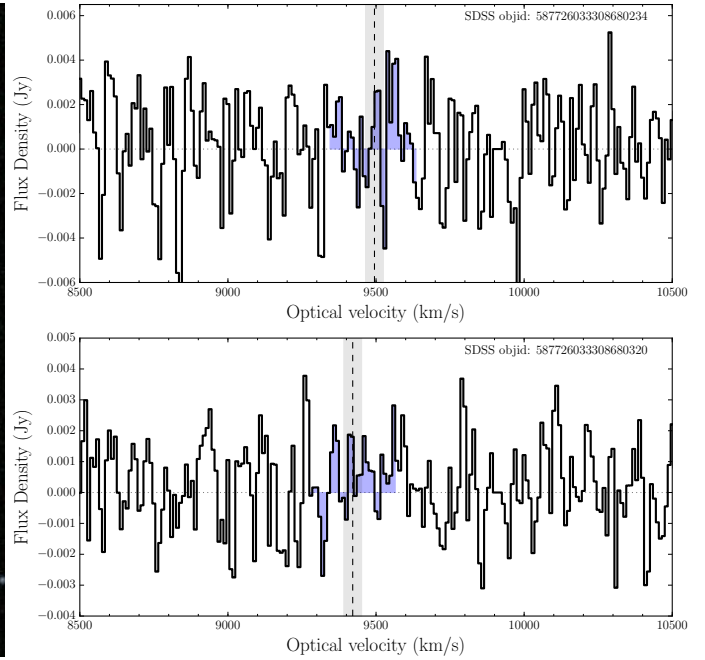 SDSS objid: 587726033308680234
0.006
0.004
0.002
0.000
−0.002
−0.004
−0.006
Flux Density (Jy)
8500 9000 9500 10000 10500
Optical velocity (km/s)
SDSS objid: 587726033308680320
0.005
0.004
0.003
0.002
0.001
0.000
−0.001
−0.002
−0.003
−0.004
Flux Density (Jy)
8500 9000 9500 10000 10500
Optical velocity (km/s)